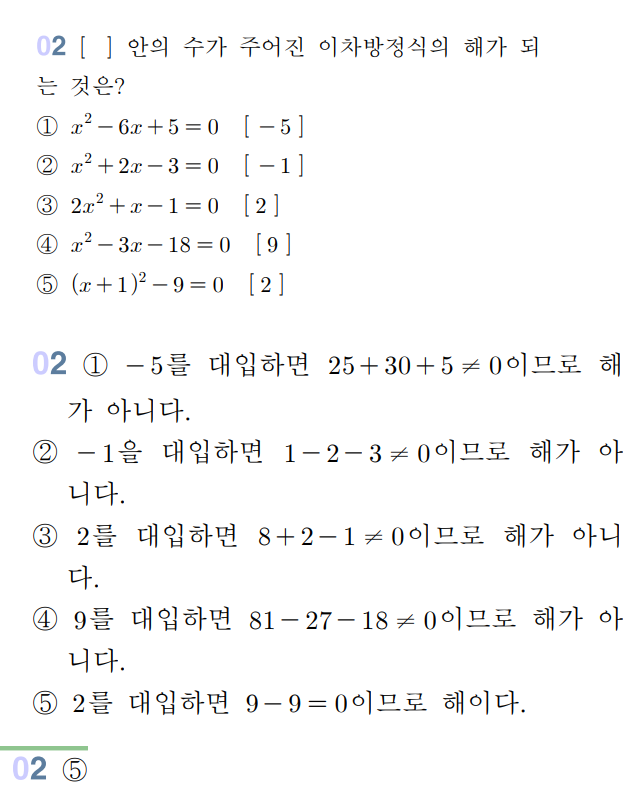 02 [ ] 안의 수가 주어진 이차방정식의 해가 되
는 것은?
① x² − 6x + 5 = 0 [ − 5 ]
② x² + 2x − 3 = 0 [ − 1 ]
③ 2x² + x − 1 = 0 [ 2 ]
④ x² − 3x − 18 = 0 [ 9 ]
⑤ (x + 1)² − 9 = 0 [ 2 ]
02 ① − 5를 대입하면 25 + 30 + 5 ≠ 0이므로 해
가 아니다.
② − 1을 대입하면 1 − 2 − 3 ≠ 0이므로 해가 아
니다.
③ 2를 대입하면 8 + 2 − 1 ≠ 0이므로 해가 아니
다.
④ 9를 대입하면 81 − 27 − 18 ≠ 0이므로 해가 아
니다.
⑤ 2를 대입하면 9 − 9 = 0이므로 해이다.
02 ⑤